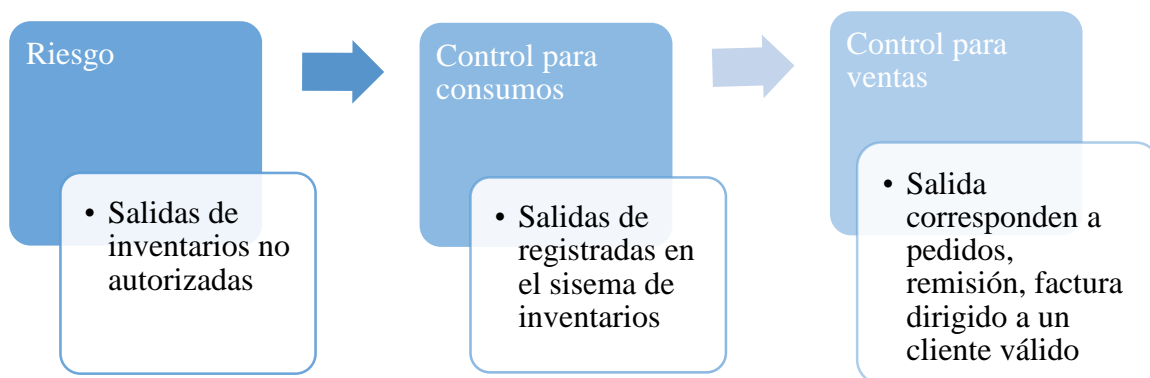 Riesgo
• Salidas de
inventarios no
autorizadas
Control para
consumos
• Salidas de
registradas en
el sisema de
inventarios
Control para
ventas
• Salida
corresponden a
pedidos,
remisión, factura
dirigido a un
cliente válido